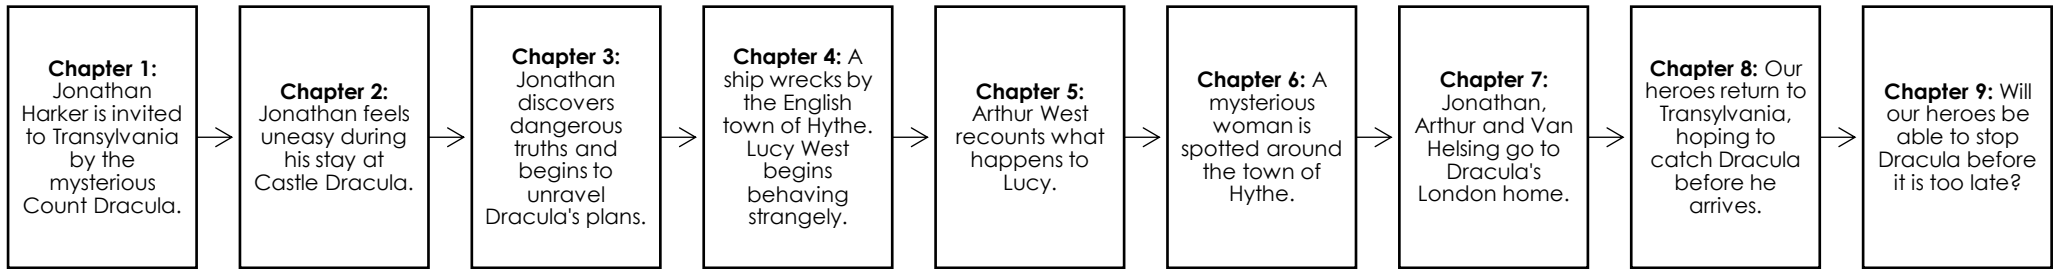 Chapter 1:
Jonathan
Harker is invited
to Transylvania
by the
mysterious
Count Dracula.
Chapter 2:
Jonathan feels
uneasy during
his stay at
Castle Dracula.
Chapter 3:
Jonathan
discovers
dangerous
truths and
begins to
unravel
Dracula's plans.
Chapter 4: A
ship wrecks by
the English
town of Hythe.
Lucy West
begins
behaving
strangely.
Chapter 5:
Arthur West
recounts what
happens to
Lucy.
Chapter 6: A
mysterious
woman is
spotted around
the town of
Hythe.
Chapter 7:
Jonathan,
Arthur and Van
Helsing go to
Dracula's
London home.
Chapter 8: Our
heroes return to
Transylvania,
hoping to
catch Dracula
before he
arrives.
Chapter 9: Will
our heroes be
able to stop
Dracula before
it is too late?